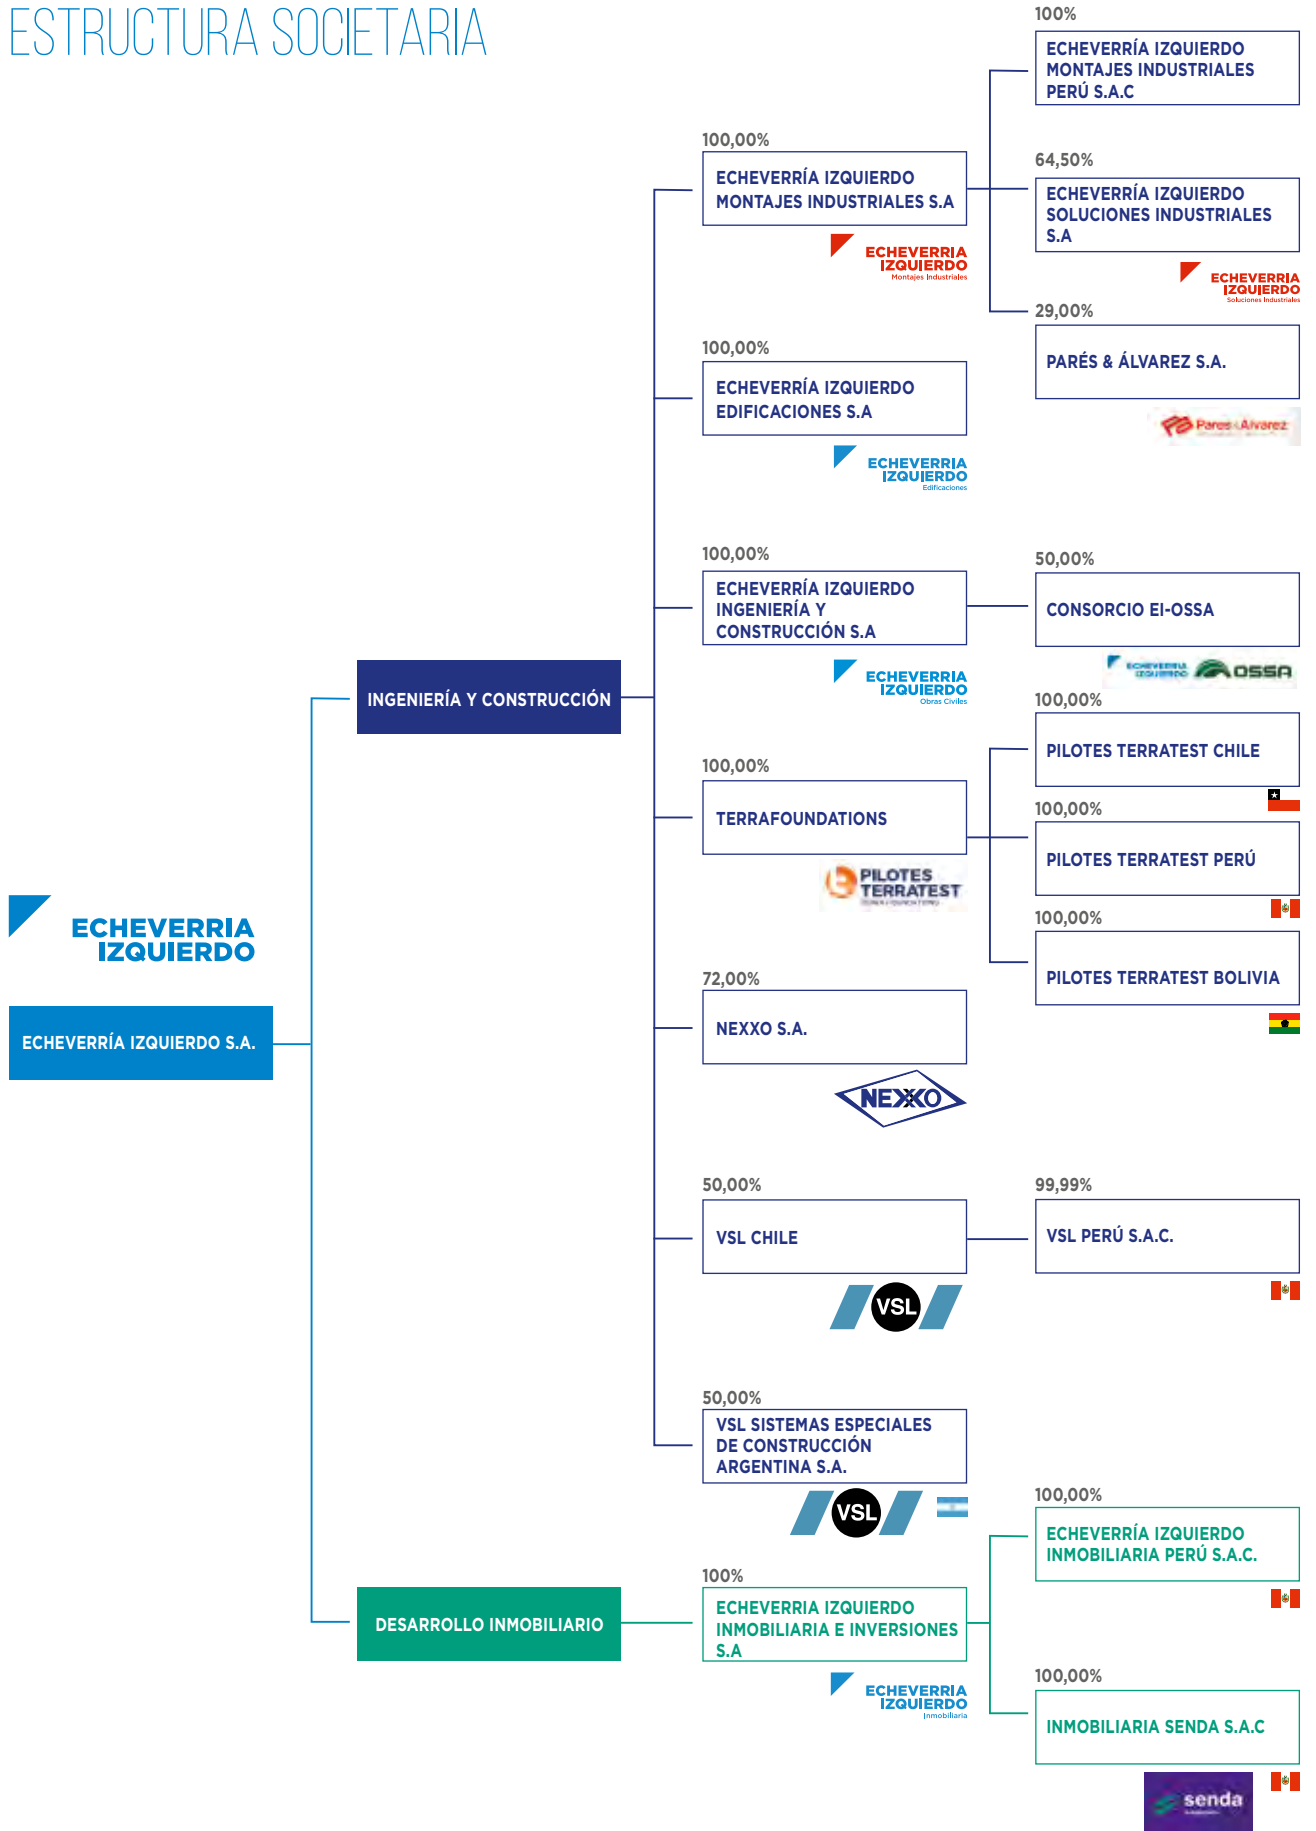 ESTRUCTURA SOCIETARIA
ECHEVERRIA
IZQUIERDO
ECHEVERRÍA IZQUIERDO S.A.
INGENIERÍA Y CONSTRUCCIÓN
100,00%
ECHEVERRÍA IZQUIERDO
MONTAJES INDUSTRIALES S.A
ECHEVERRIA
IZQUIERDO
Montajes Industriales
100%
ECHEVERRÍA IZQUIERDO
MONTAJES INDUSTRIALES
PERÚ S.A.C
64,50%
ECHEVERRÍA IZQUIERDO
SOLUCIONES INDUSTRIALES
S.A
ECHEVERRIA
IZQUIERDO
Soluciones Industriales
29,00%
PARÉS & ÁLVAREZ S.A.
Pares&Alvarez
100,00%
ECHEVERRÍA IZQUIERDO
EDIFICACIONES S.A
ECHEVERRIA
IZQUIERDO
Edificaciones
100,00%
ECHEVERRÍA IZQUIERDO
INGENIERÍA Y
CONSTRUCCIÓN S.A
ECHEVERRIA
IZQUIERDO
Obras Civiles
50,00%
CONSORCIO EI-OSSA
ECHEVERRIA
IZQUIERDO
OSSA
100,00%
TERRAFOUNDATIONS
PILOTES
TERRATEST
100,00%
PILOTES TERRATEST CHILE
100,00%
PILOTES TERRATEST PERÚ
100,00%
PILOTES TERRATEST BOLIVIA
72,00%
NEXXO S.A.
NEXXO
50,00%
VSL CHILE
VSL
99,99%
VSL PERÚ S.A.C.
50,00%
VSL SISTEMAS ESPECIALES
DE CONSTRUCCIÓN
ARGENTINA S.A.
VSL
DESARROLLO INMOBILIARIO
100%
ECHEVERRIA IZQUIERDO
INMOBILIARIA E INVERSIONES
S.A
ECHEVERRIA
IZQUIERDO
Inmobiliaria
100,00%
ECHEVERRÍA IZQUIERDO
INMOBILIARIA PERÚ S.A.C.
100,00%
INMOBILIARIA SENDA S.A.C
senda